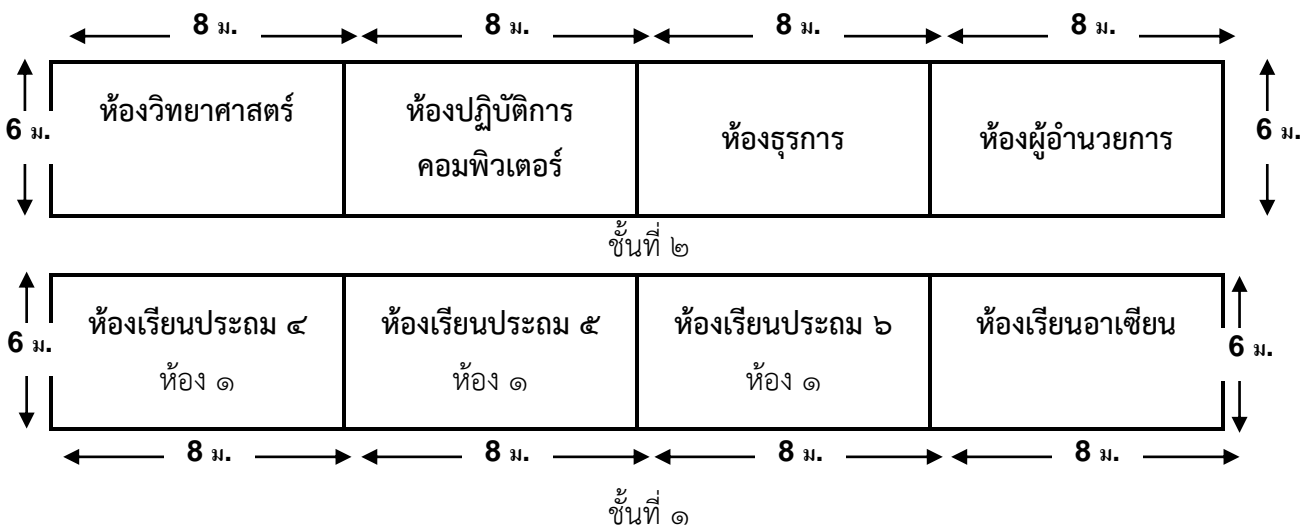 8 ม. 8 ม. 8 ม. 8 ม.
6 ม. ห้องวิทยาศาสตร์ ห้องปฏิบัติการ ห้องธุรการ ห้องผู้อำนวยการ 6 ม.
คอมพิวเตอร์
ชั้นที่ ๒
6 ม. ห้องเรียนประถม ๔ ห้องเรียนประถม ๕ ห้องเรียนประถม ๖ ห้องเรียนอาเซียน 6 ม.
ห้อง ๑ ห้อง ๑ ห้อง ๑
8 ม. 8 ม. 8 ม. 8 ม.
ชั้นที่ ๑